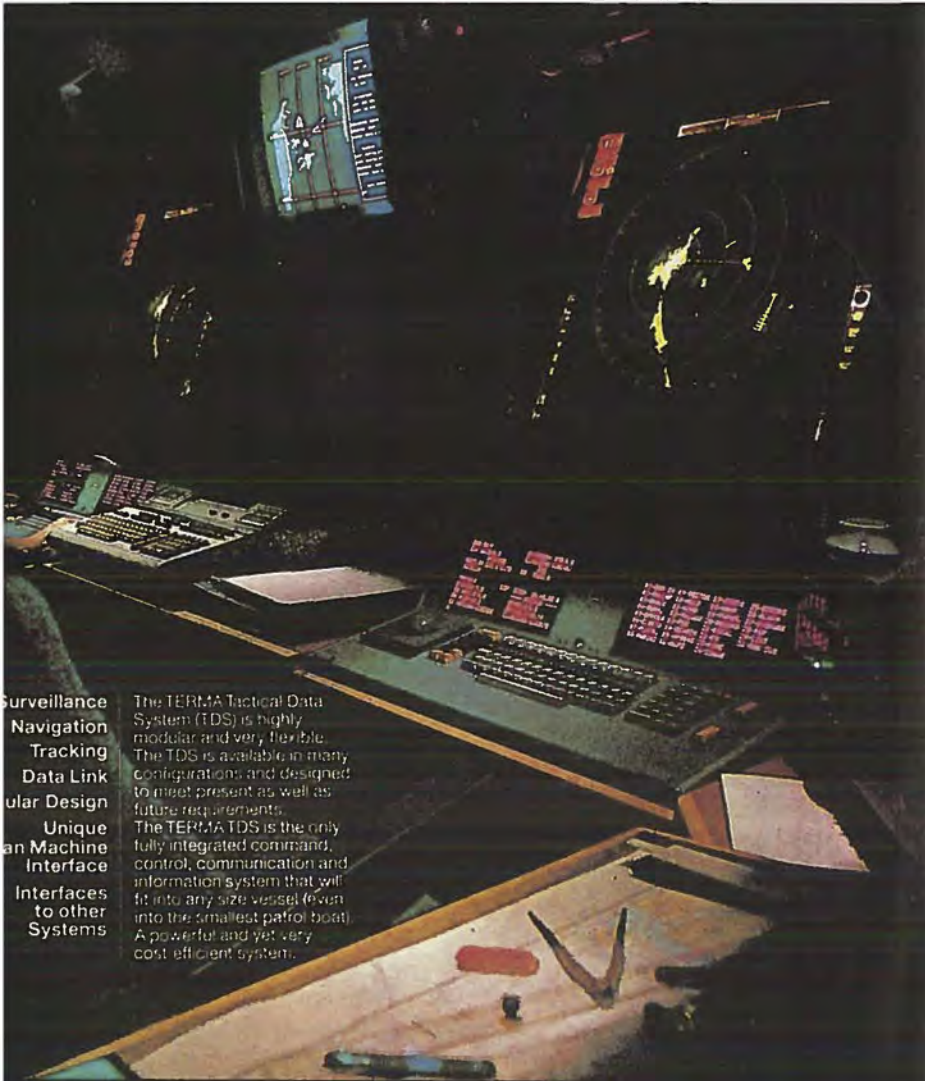 Surveillance
Navigation
Tracking
Data Link
ular Design
Unique
an Machine
Interface
Interfaces
to other
Systems
The TERMA Tactical Data
System (TDS) is highly
modular and very flexible.
The TDS is available in many
configurations and designed
to meet present as well as
future requirements.
The TERMA TDS is the only
fully integrated command,
control, communication and
information system that will
fit into any size vessel (even
into the smallest patrol boat).
A powerful and yet very
cost efficient system.